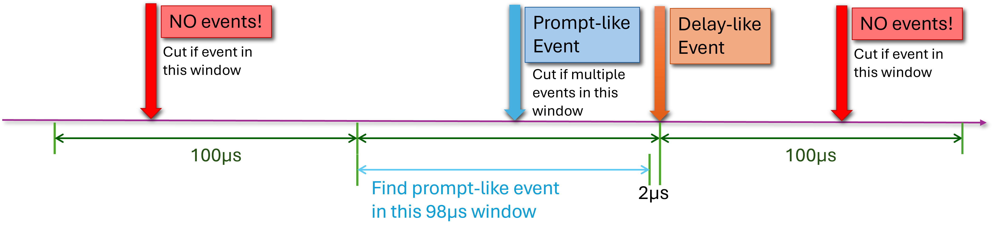 NO events!
Cut if event in
this window
Prompt-like
Event
Cut if multiple
events in this
window
Delay-like
Event
NO events!
Cut if event in
this window
100µs
100µs
Find prompt-like event
in this 98µs window
2µs